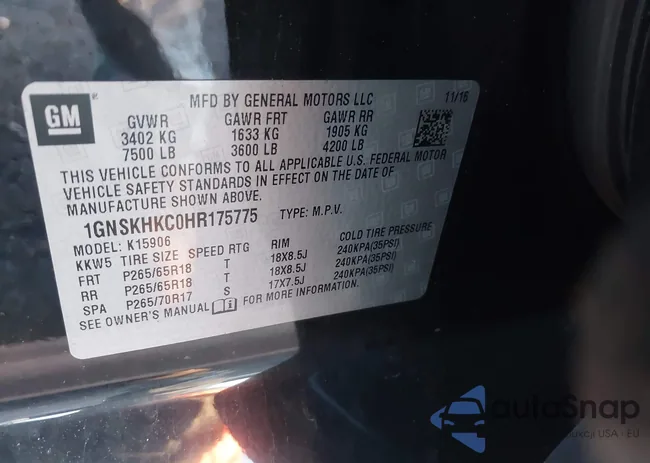 GM
MFD BY GENERAL MOTORS LLC
11/16
GVWR GAWR FRT GAWR RR
3402 KG 1633 KG 1905 KG
7500 LB 3600 LB 4200 LB
THIS VEHICLE CONFORMS TO ALL APPLICABLE U.S. FEDERAL MOTOR
VEHICLE SAFETY STANDARDS IN EFFECT ON THE DATE OF
MANUFACTURE SHOWN ABOVE.
1GNSKHKC0HR175775 TYPE: M.P.V.
MODEL: K15906
KKW5 TIRE SIZE SPEED RTG RIM COLD TIRE PRESSURE
FRT P265/65R18 T 18X8.5J 240KPA(35PSI)
RR P265/65R18 T 18X8.5J 240KPA(35PSI)
SPA P265/70R17 S 17X7.5J 240KPA(35PSI)
SEE OWNER'S MANUAL FOR MORE INFORMATION.
autoSnap
USA - EU